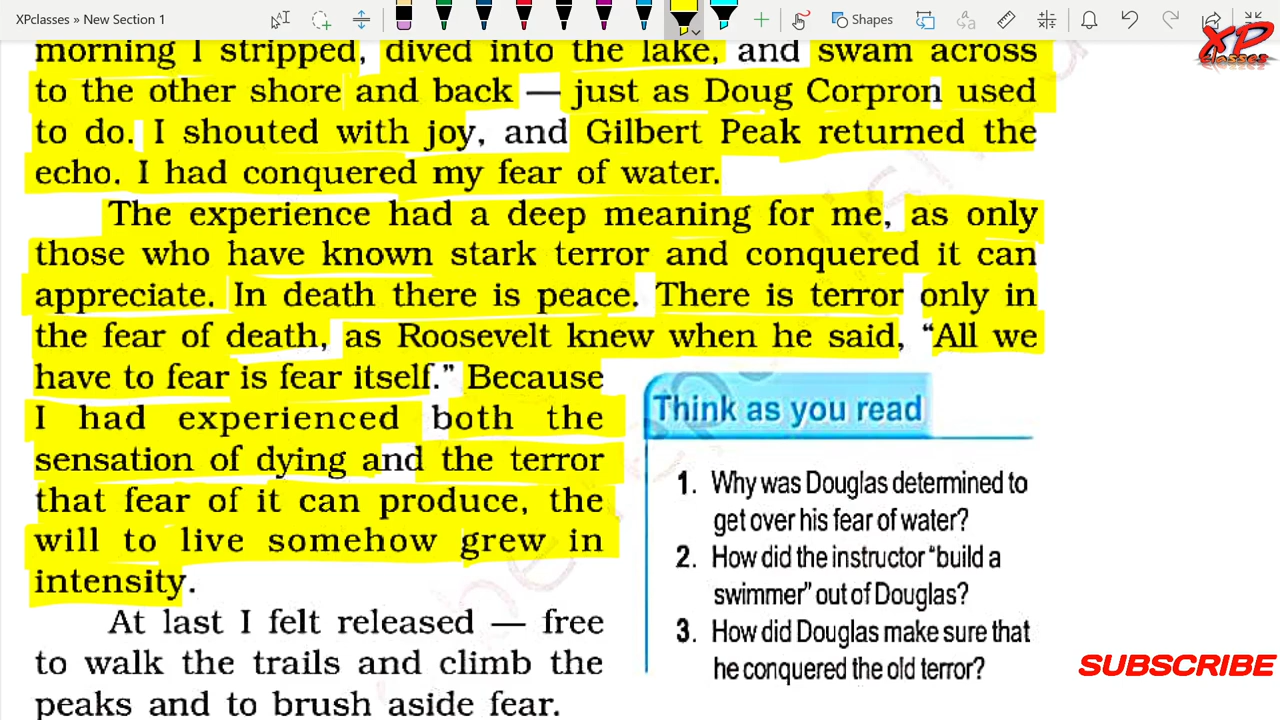 XPclasses » New Section 1
Shapes
XP
Classes
morning I stripped, dived into the lake, and swam across
to the other shore and back — just as Doug Corpron used
to do. I shouted with joy, and Gilbert Peak returned the
echo. I had conquered my fear of water.
The experience had a deep meaning for me, as only
those who have known stark terror and conquered it can
appreciate. In death there is peace. There is terror only in
the fear of death, as Roosevelt knew when he said, “All we
have to fear is fear itself.” Because
I had experienced both the
sensation of dying and the terror
that fear of it can produce, the
will to live somehow grew in
intensity.
At last I felt released — free
to walk the trails and climb the
peaks and to brush aside fear.
Think as you read
1. Why was Douglas determined to
get over his fear of water?
2. How did the instructor “build a
swimmer” out of Douglas?
3. How did Douglas make sure that
he conquered the old terror?
SUBSCRIBE